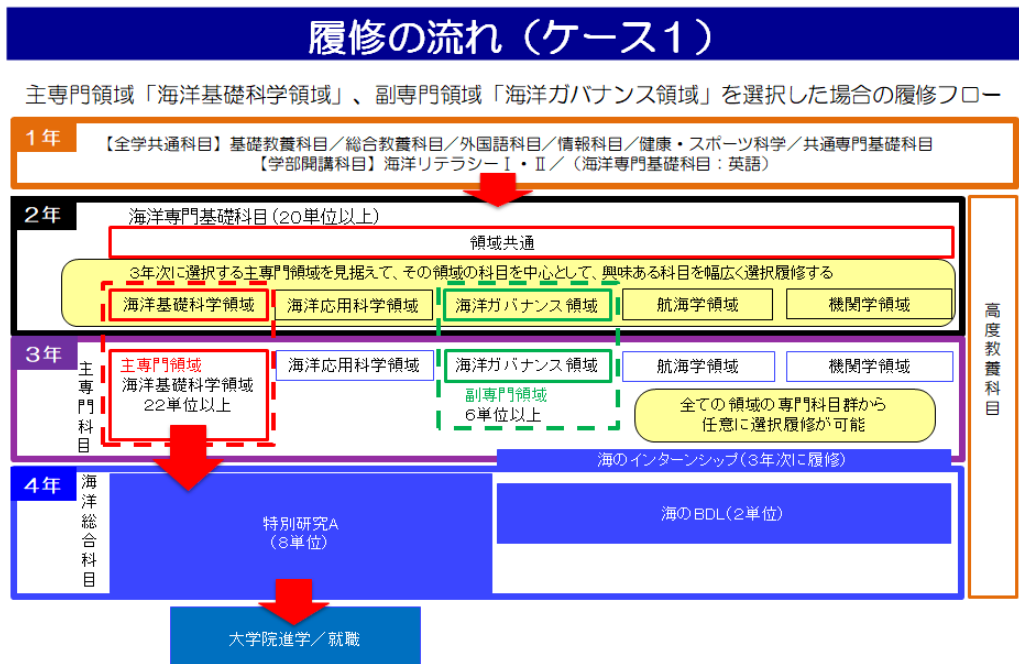 履修の流れ（ケース１）
主専門領域「海洋基礎科学領域」、副専門領域「海洋ガバナンス領域」を選択した場合の履修フロー
1年
【全学共通科目】基礎教養科目／総合教養科目／外国語科目／情報科目／健康・スポーツ科学／共通専門基礎科目
【学部開講科目】海洋リテラシーⅠ・Ⅱ／（海洋専門基礎科目：英語）
2年
海洋専門基礎科目(20単位以上)
領域共通
3年次に選択する主専門領域を見据えて、その領域の科目を中心として、興味ある科目を幅広く選択履修する
海洋基礎科学領域
海洋応用科学領域
海洋ガバナンス領域
航海学領域
機関学領域
高度教養科目
3年
主専門科目
主専門領域
海洋基礎科学領域
22単位以上
海洋応用科学領域
海洋ガバナンス領域
副専門領域
6単位以上
航海学領域
機関学領域
全ての領域の専門科目群から
任意に選択履修が可能
海のインターンシップ(3年次に履修)
4年
海洋総合科目
特別研究A
(8単位)
海のBDL(2単位)
大学院進学／就職